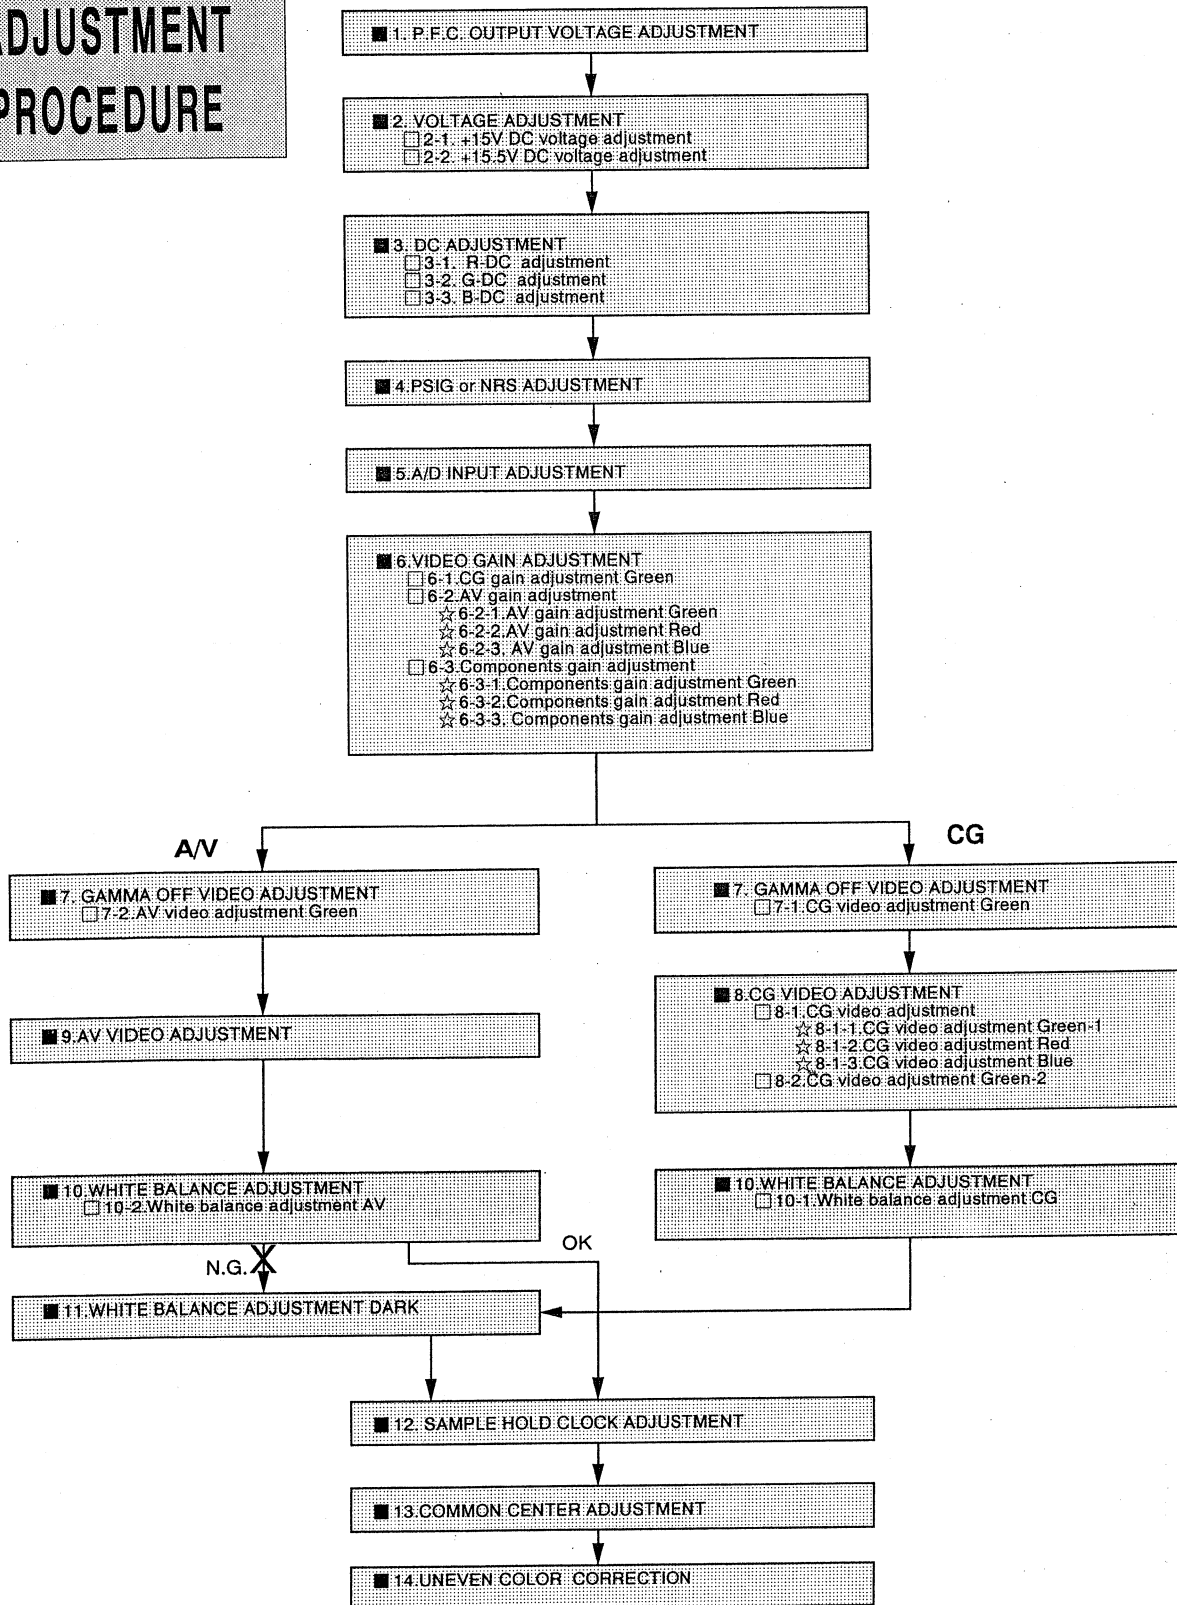 ADJUSTMENT
PROCEDURE
■ 1. P.F.C. OUTPUT VOLTAGE ADJUSTMENT
■ 2. VOLTAGE ADJUSTMENT
□ 2-1. +15V DC voltage adjustment
□ 2-2. +15.5V DC voltage adjustment
■ 3. DC ADJUSTMENT
□ 3-1. R-DC adjustment
□ 3-2. G-DC adjustment
□ 3-3. B-DC adjustment
■ 4.PSIG or NRS ADJUSTMENT
■ 5.A/D INPUT ADJUSTMENT
■ 6.VIDEO GAIN ADJUSTMENT
□ 6-1.CG gain adjustment Green
□ 6-2.AV gain adjustment
☆ 6-2-1.AV gain adjustment Green
☆ 6-2-2.AV gain adjustment Red
☆ 6-2-3. AV gain adjustment Blue
□ 6-3.Components gain adjustment
☆ 6-3-1.Components gain adjustment Green
☆ 6-3-2.Components gain adjustment Red
☆ 6-3-3. Components gain adjustment Blue
A/V
■ 7. GAMMA OFF VIDEO ADJUSTMENT
□ 7-2.AV video adjustment Green
■ 9.AV VIDEO ADJUSTMENT
■ 10.WHITE BALANCE ADJUSTMENT
□ 10-2.White balance adjustment AV
CG
■ 7. GAMMA OFF VIDEO ADJUSTMENT
□ 7-1.CG video adjustment Green
■ 8.CG VIDEO ADJUSTMENT
□ 8-1.CG video adjustment
☆ 8-1-1.CG video adjustment Green-1
☆ 8-1-2.CG video adjustment Red
☆ 8-1-3.CG video adjustment Blue
□ 8-2.CG video adjustment Green-2
■ 10.WHITE BALANCE ADJUSTMENT
□ 10-1.White balance adjustment CG
N.G.
OK
■ 11.WHITE BALANCE ADJUSTMENT DARK
■ 12. SAMPLE HOLD CLOCK ADJUSTMENT
■ 13.COMMON CENTER ADJUSTMENT
■ 14.UNEVEN COLOR CORRECTION